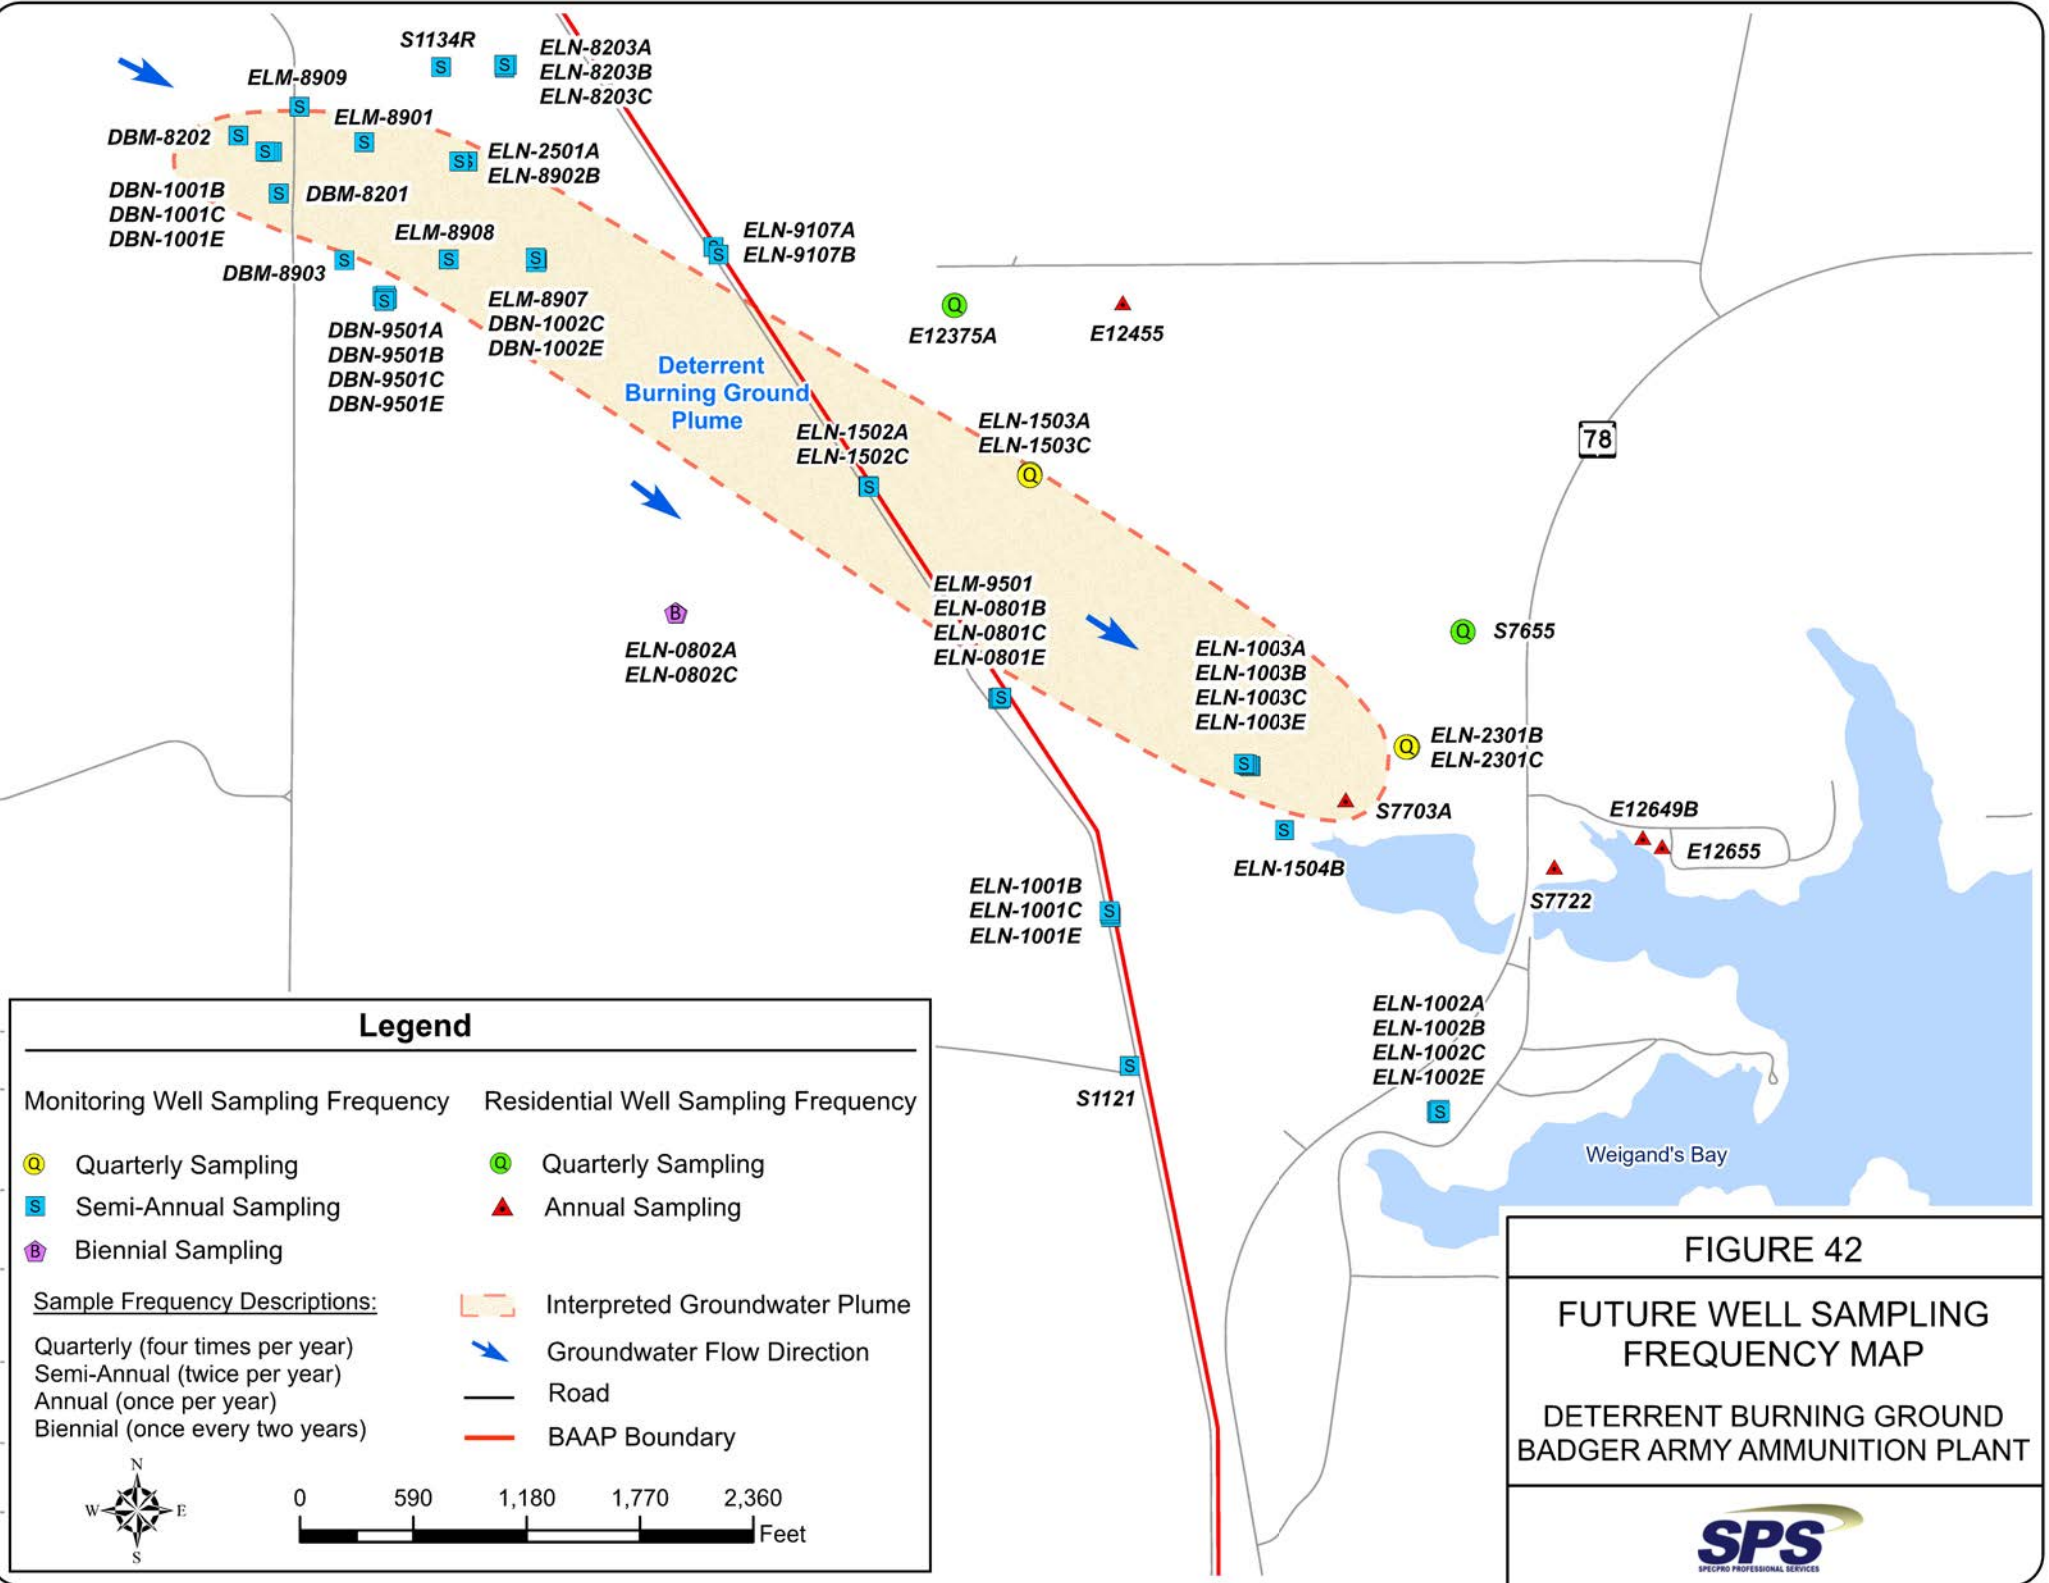 S1134R
ELN-8203A
ELN-8203B
ELN-8203C
ELM-8909
ELM-8901
DBM-8202
ELN-2501A
ELN-8902B
DBN-1001B
DBN-1001C
DBN-1001E
DBM-8201
ELM-8908
DBM-8903
ELN-9107A
ELN-9107B
ELM-8907
DBN-1002C
DBN-1002E
DBN-9501A
DBN-9501B
DBN-9501C
DBN-9501E
E12375A
E12455
Deterrent
Burning Ground
Plume
ELN-1502A
ELN-1502C
ELN-1503A
ELN-1503C
78
ELN-0802A
ELN-0802C
ELM-9501
ELN-0801B
ELN-0801C
ELN-0801E
S7655
ELN-1003A
ELN-1003B
ELN-1003C
ELN-1003E
ELN-2301B
ELN-2301C
S7703A
E12649B
E12655
ELN-1504B
S7722
ELN-1001B
ELN-1001C
ELN-1001E
ELN-1002A
ELN-1002B
ELN-1002C
ELN-1002E
S1121
Weigand's Bay
Legend
Monitoring Well Sampling Frequency
Q Quarterly Sampling
S Semi-Annual Sampling
B Biennial Sampling
Residential Well Sampling Frequency
Q Quarterly Sampling
Annual Sampling
Sample Frequency Descriptions:
Quarterly (four times per year)
Semi-Annual (twice per year)
Annual (once per year)
Biennial (once every two years)
Interpreted Groundwater Plume
Groundwater Flow Direction
Road
BAAP Boundary
N
W E
S
0 590 1,180 1,770 2,360
Feet
FIGURE 42
FUTURE WELL SAMPLING
FREQUENCY MAP
DETERRENT BURNING GROUND
BADGER ARMY AMMUNITION PLANT
SPS
SPECPRO PROFESSIONAL SERVICES